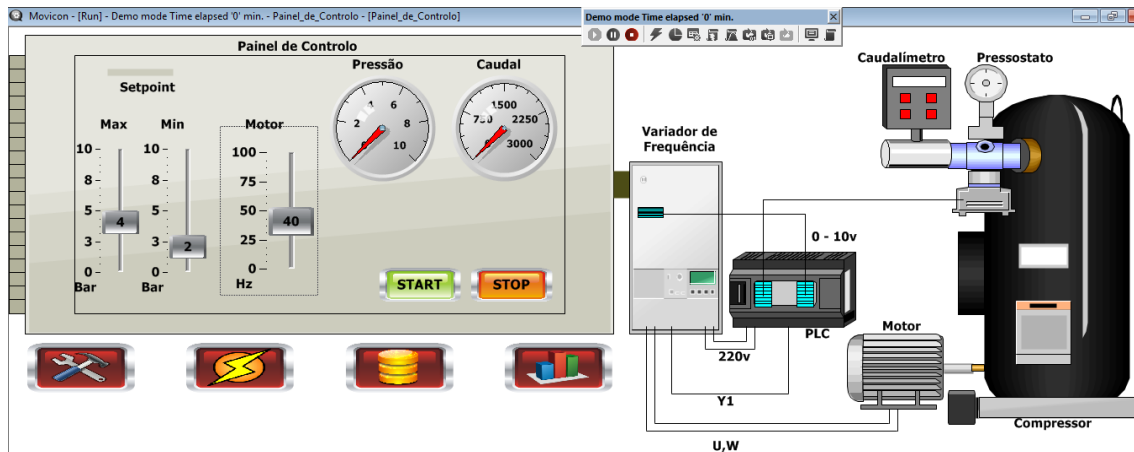 Movicon - [Run] - Demo mode Time elapsed '0' min. - Painel_de_Controlo - [Painel_de_Controlo]
Demo mode Time elapsed '0' min.
Painel de Controlo
Setpoint
Max
Min
Motor
Pressão
Caudal
10
8
5
3
0
Bar
4
10
8
5
3
0
Bar
2
100
75
50
25
0
Hz
40
0
2
4
6
8
10
0
750
1500
2250
3000
START
STOP
Variador de
Frequência
Caudalímetro
Pressostato
0 - 10v
PLC
220v
Y1
U,W
Motor
Compressor